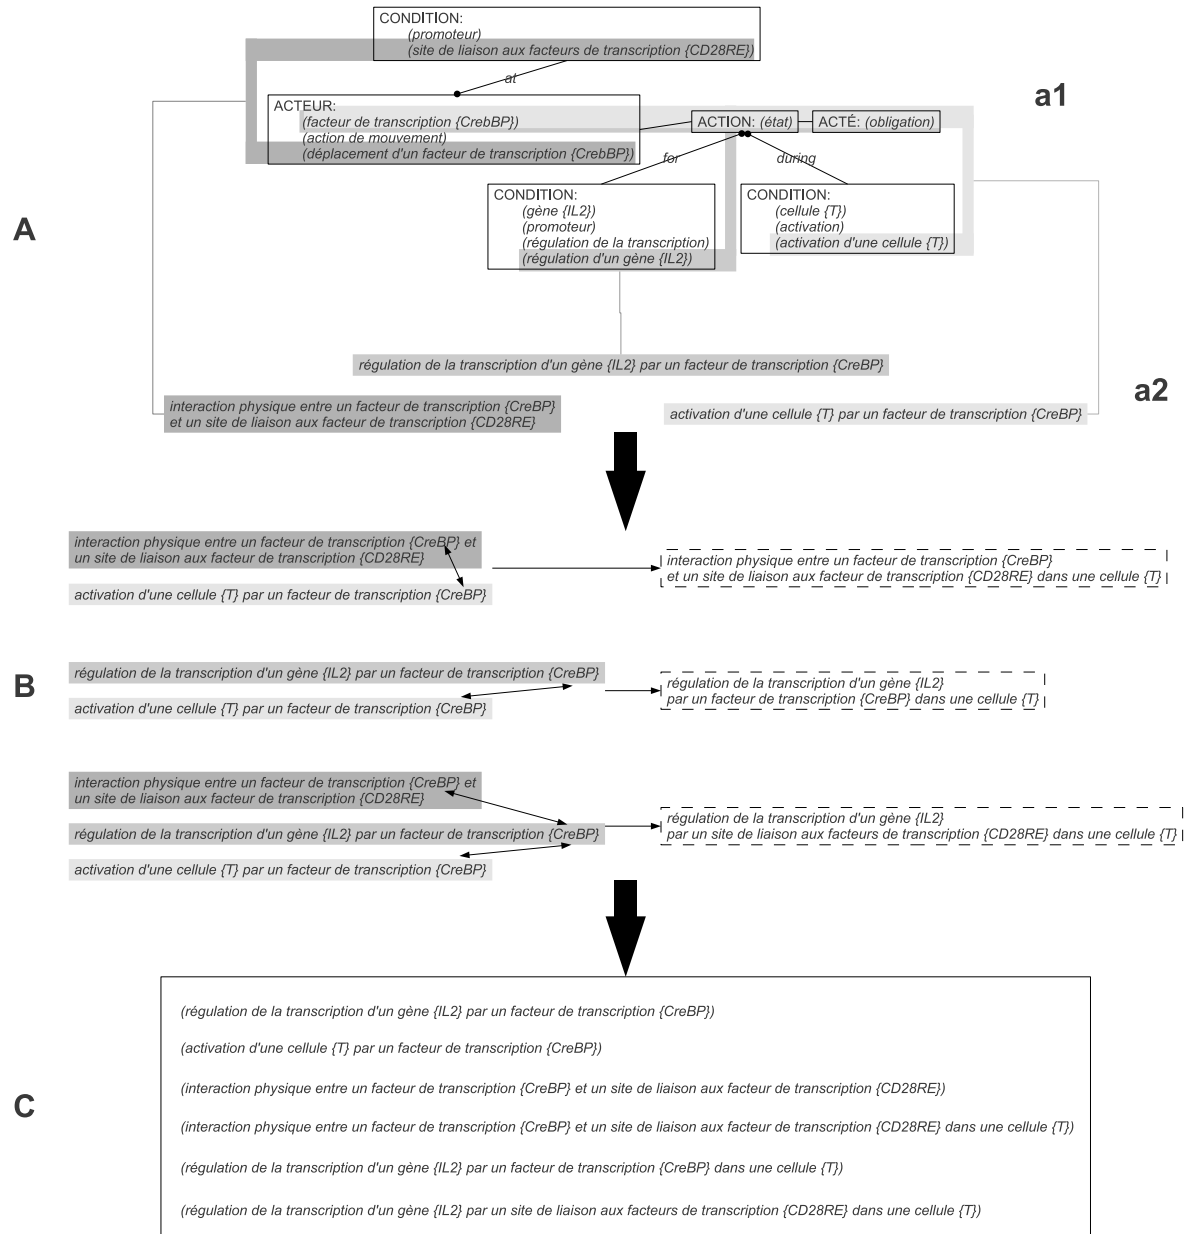 CONDITION:
(promoteur)
(site de liaison aux facteurs de transcription {CD28RE})
at
a1
ACTEUR:
(facteur de transcription {CrebBP})
(action de mouvement)
(déplacement d'un facteur de transcription {CrebBP})
ACTION: (état)
ACTÉ: (obligation)
for
during
A
CONDITION:
(gène {IL2})
(promoteur)
(régulation de la transcription)
(régulation d'un gène {IL2})
CONDITION:
(cellule {T})
(activation)
(activation d'une cellule {T})
régulation de la transcription d'un gène {IL2} par un facteur de transcription {CreBP}
a2
interaction physique entre un facteur de transcription {CreBP}
et un site de liaison aux facteur de transcription {CD28RE}
activation d'une cellule {T} par un facteur de transcription {CreBP}
interaction physique entre un facteur de transcription {CreBP} et
un site de liaison aux facteur de transcription {CD28RE}
activation d'une cellule {T} par un facteur de transcription {CreBP}
interaction physique entre un facteur de transcription {CreBP}
et un site de liaison aux facteur de transcription {CD28RE} dans une cellule {T}
B
régulation de la transcription d'un gène {IL2} par un facteur de transcription {CreBP}
activation d'une cellule {T} par un facteur de transcription {CreBP}
régulation de la transcription d'un gène {IL2}
par un facteur de transcription {CreBP} dans une cellule {T}
interaction physique entre un facteur de transcription {CreBP} et
un site de liaison aux facteur de transcription {CD28RE}
régulation de la transcription d'un gène {IL2} par un facteur de transcription {CreBP}
activation d'une cellule {T} par un facteur de transcription {CreBP}
régulation de la transcription d'un gène {IL2}
par un site de liaison aux facteurs de transcription {CD28RE} dans une cellule {T}
C
(régulation de la transcription d'un gène {IL2} par un facteur de transcription {CreBP})
(activation d'une cellule {T} par un facteur de transcription {CreBP})
(interaction physique entre un facteur de transcription {CreBP} et un site de liaison aux facteur de transcription {CD28RE})
(interaction physique entre un facteur de transcription {CreBP} et un site de liaison aux facteur de transcription {CD28RE} dans une cellule {T})
(régulation de la transcription d'un gène {IL2} par un facteur de transcription {CreBP} dans une cellule {T})
(régulation de la transcription d'un gène {IL2} par un site de liaison aux facteurs de transcription {CD28RE} dans une cellule {T})